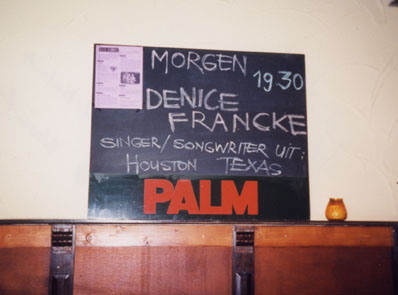 MORGEN 19.30
DENICE
FRANCKE
SINGER/SONGWRITER UIT:
HOUSTON TEXAS
PALM